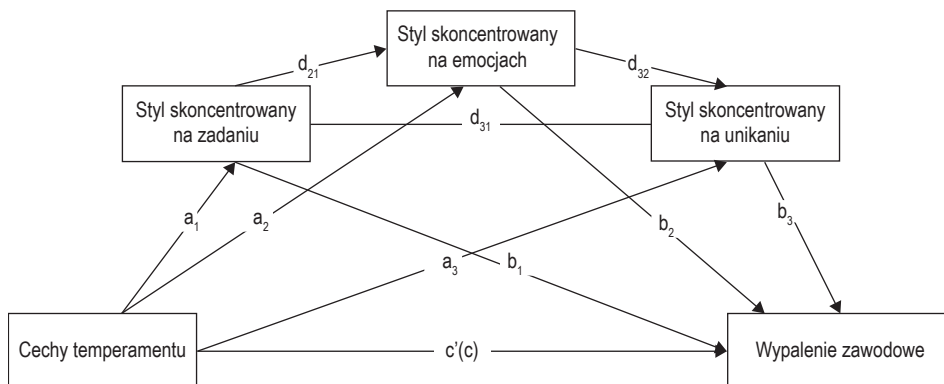 Styl skoncentrowany
na emocjach
d21
d32
Styl skoncentrowany
na zadaniu
d31
Styl skoncentrowany
na unikaniu
a1
a2
b2
b3
a3
b1
Cechy temperamentu
c’(c)
Wypalenie zawodowe